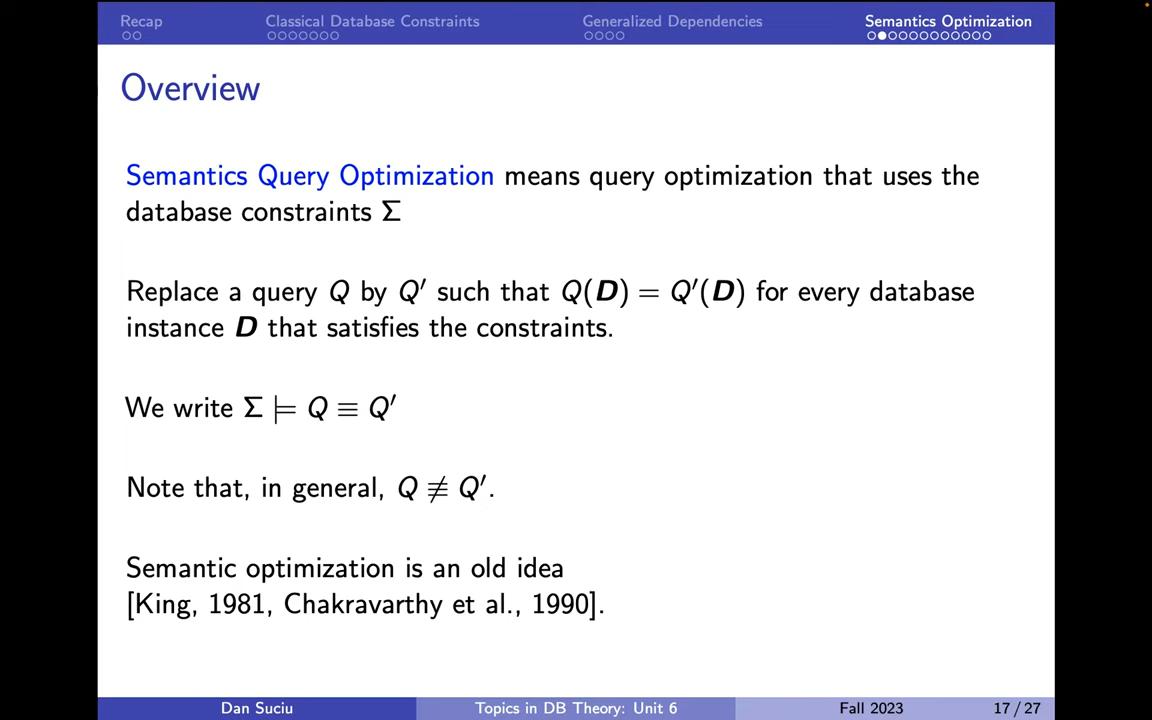 Recap Classical Database Constraints Generalized Dependencies Semantics Optimization
Overview
Semantics Query Optimization means query optimization that uses the
database constraints Σ
Replace a query Q by Q′ such that Q(D) = Q′(D) for every database
instance D that satisfies the constraints.
We write Σ ⊨ Q ≡ Q′
Note that, in general, Q ≢ Q′.
Semantic optimization is an old idea
[King, 1981, Chakravarthy et al., 1990].
Dan Suciu Topics in DB Theory: Unit 6 Fall 2023 17 / 27